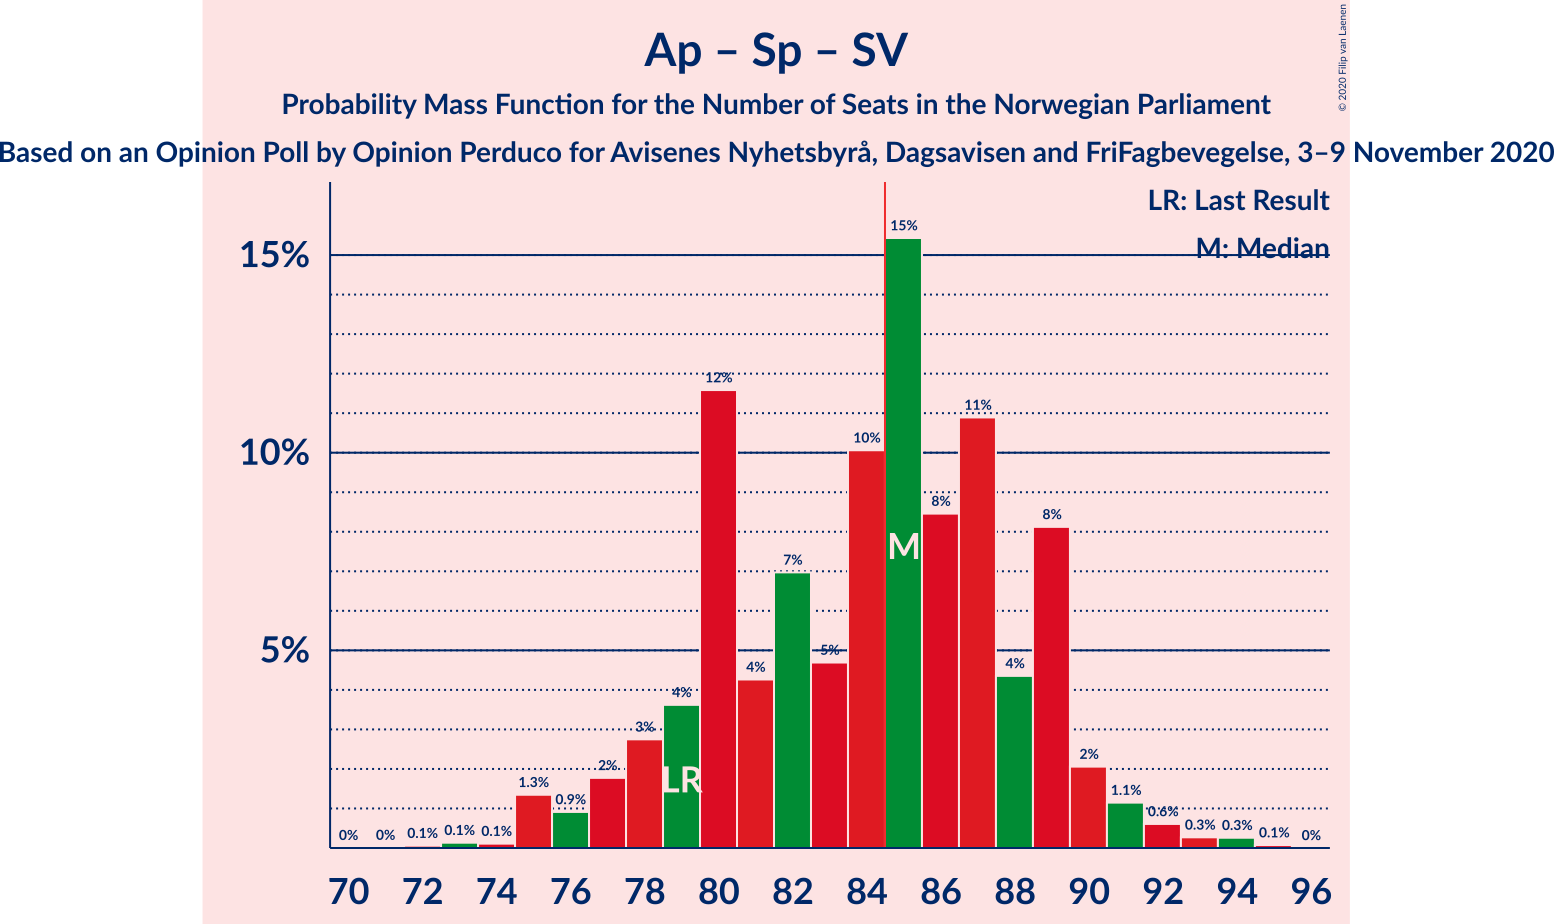 Ap – Sp – SV
© 2020 Filip van Laenen
Probability Mass Function for the Number of Seats in the Norwegian Parliament
Based on an Opinion Poll by Opinion Perduco for Avisenes Nyhetsbyrå, Dagsavisen and FriFagbevegelse, 3–9 November 2020
LR: Last Result
M: Median
15%
10%
5%
0% 0% 0.1% 0.1% 0.1% 1.3% 0.9% 2% 3% 4% 12% 4% 7% 5% 10% 15% 8% 11% 4% 8% 2% 1.1% 0.6% 0.3% 0.3% 0.1% 0%
LR M
70 72 74 76 78 80 82 84 86 88 90 92 94 96